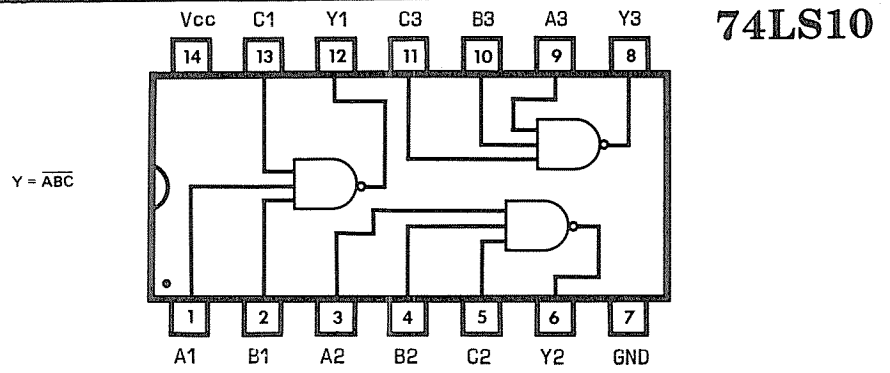 74LS10
Vcc C1 Y1 C3 B3 A3 Y3
14 13 12 11 10 9 8
Y = \overline{ABC}
1 2 3 4 5 6 7
A1 B1 A2 B2 C2 Y2 GND